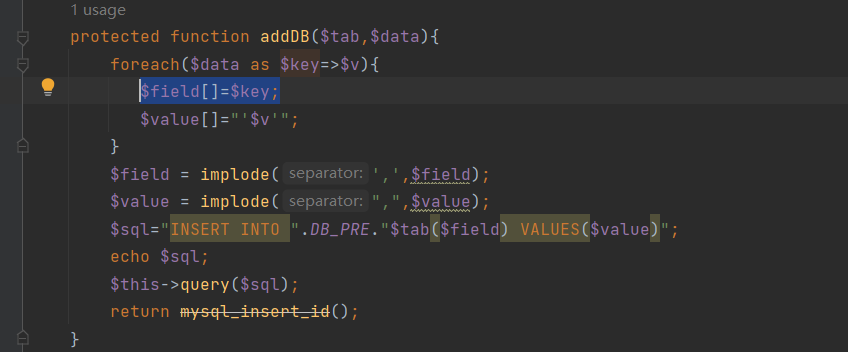 1 usage
protected function addDB($tab,$data){
foreach($data as $key=>$v){
$field[]=$key;
$value[]="'$v'";
}
$field = implode( separator: ',',$field);
$value = implode( separator: ",",$value);
$sql="INSERT INTO ".DB_PRE."$tab($field) VALUES($value)";
echo $sql;
$this->query($sql);
return mysql_insert_id();
}